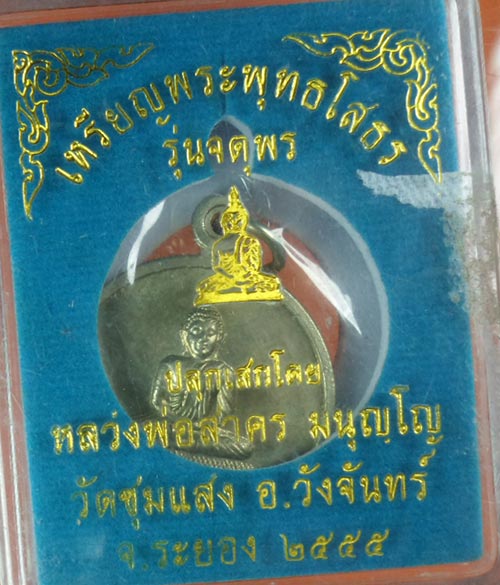 เหรียญพระพุทธโสธร
รุ่นจตุพร
ปลุกเสกโดย
หลวงพ่อสาคร มนุญฺโญ
วัดชุมแสง อ.วังจันทร์
จ.ระยอง ๒๕๕๕